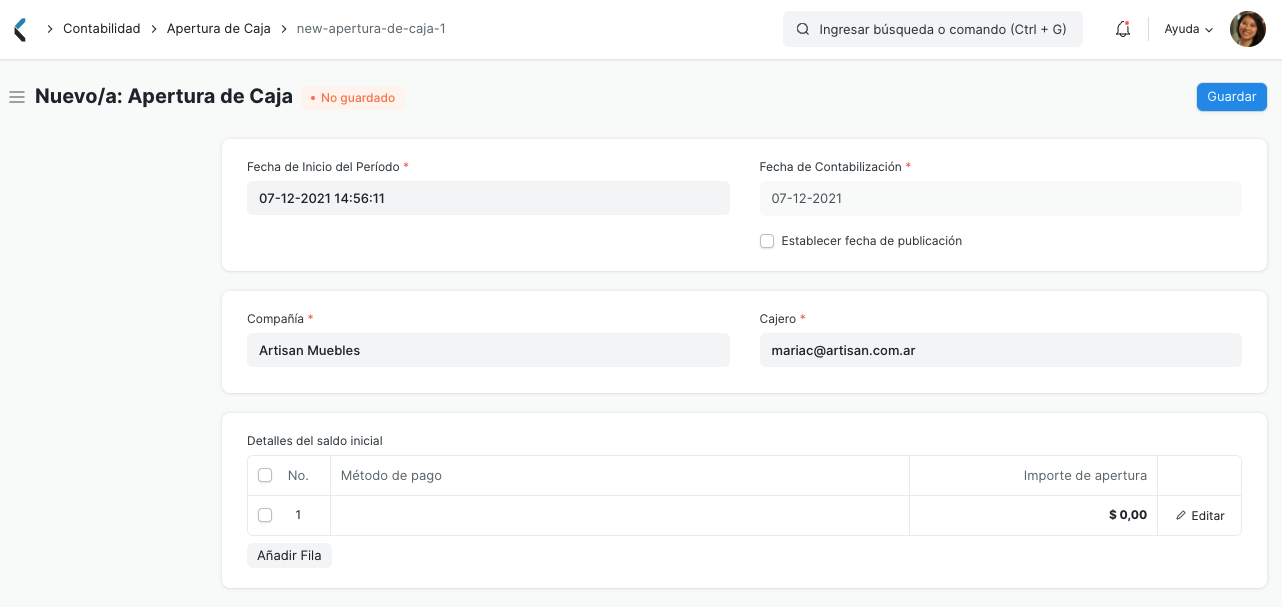 Contabilidad > Apertura de Caja > new-apertura-de-caja-1
Ingresar búsqueda o comando (Ctrl + G)
Ayuda
Nuevo/a: Apertura de Caja
• No guardado
Guardar
Fecha de Inicio del Período *
07-12-2021 14:56:11
Fecha de Contabilización *
07-12-2021
Establecer fecha de publicación
Compañía *
Artisan Muebles
Cajero *
mariac@artisan.com.ar
Detalles del saldo inicial
No. Método de pago Importe de apertura
1 $ 0,00 Editar
Añadir Fila